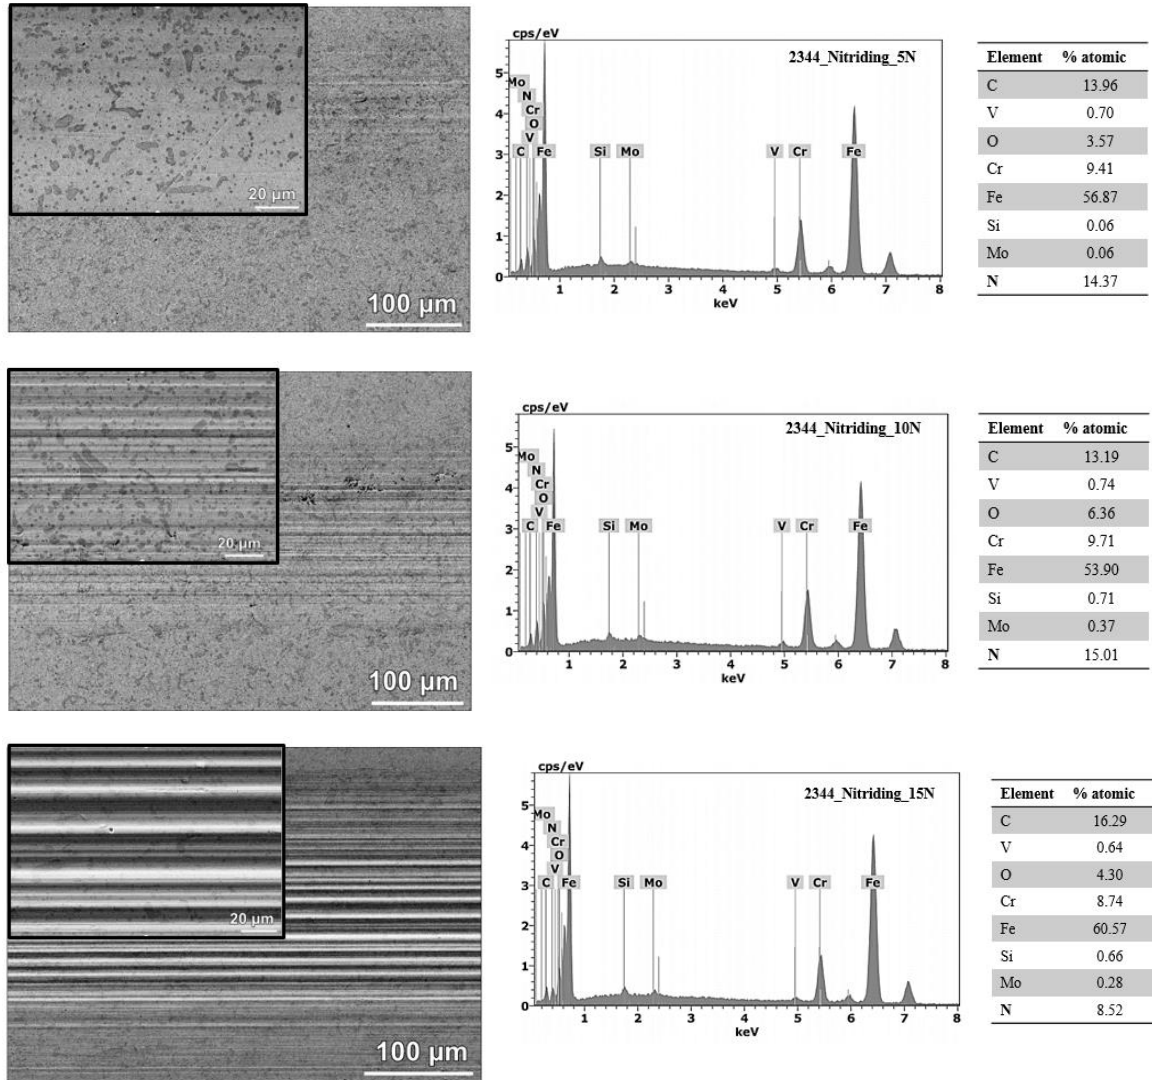 20 µm
100 µm
cps/eV
2344_Nitriding_5N
5
4
3
2
1
0
Mo
N
Cr
O
V
C Fe Si Mo V Cr Fe
1 2 3 4 5 6 7 8
keV
Element % atomic
C 13.96
V 0.70
O 3.57
Cr 9.41
Fe 56.87
Si 0.06
Mo 0.06
N 14.37
20 µm
100 µm
cps/eV
2344_Nitriding_10N
5
4
3
2
1
0
Mo
N
Cr
O
V
C Fe Si Mo V Cr Fe
1 2 3 4 5 6 7 8
keV
Element % atomic
C 13.19
V 0.74
O 6.36
Cr 9.71
Fe 53.90
Si 0.71
Mo 0.37
N 15.01
20 µm
100 µm
cps/eV
2344_Nitriding_15N
5
4
3
2
1
0
Mo
N
Cr
O
V
C Fe Si Mo V Cr Fe
1 2 3 4 5 6 7 8
keV
Element % atomic
C 16.29
V 0.64
O 4.30
Cr 8.74
Fe 60.57
Si 0.66
Mo 0.28
N 8.52